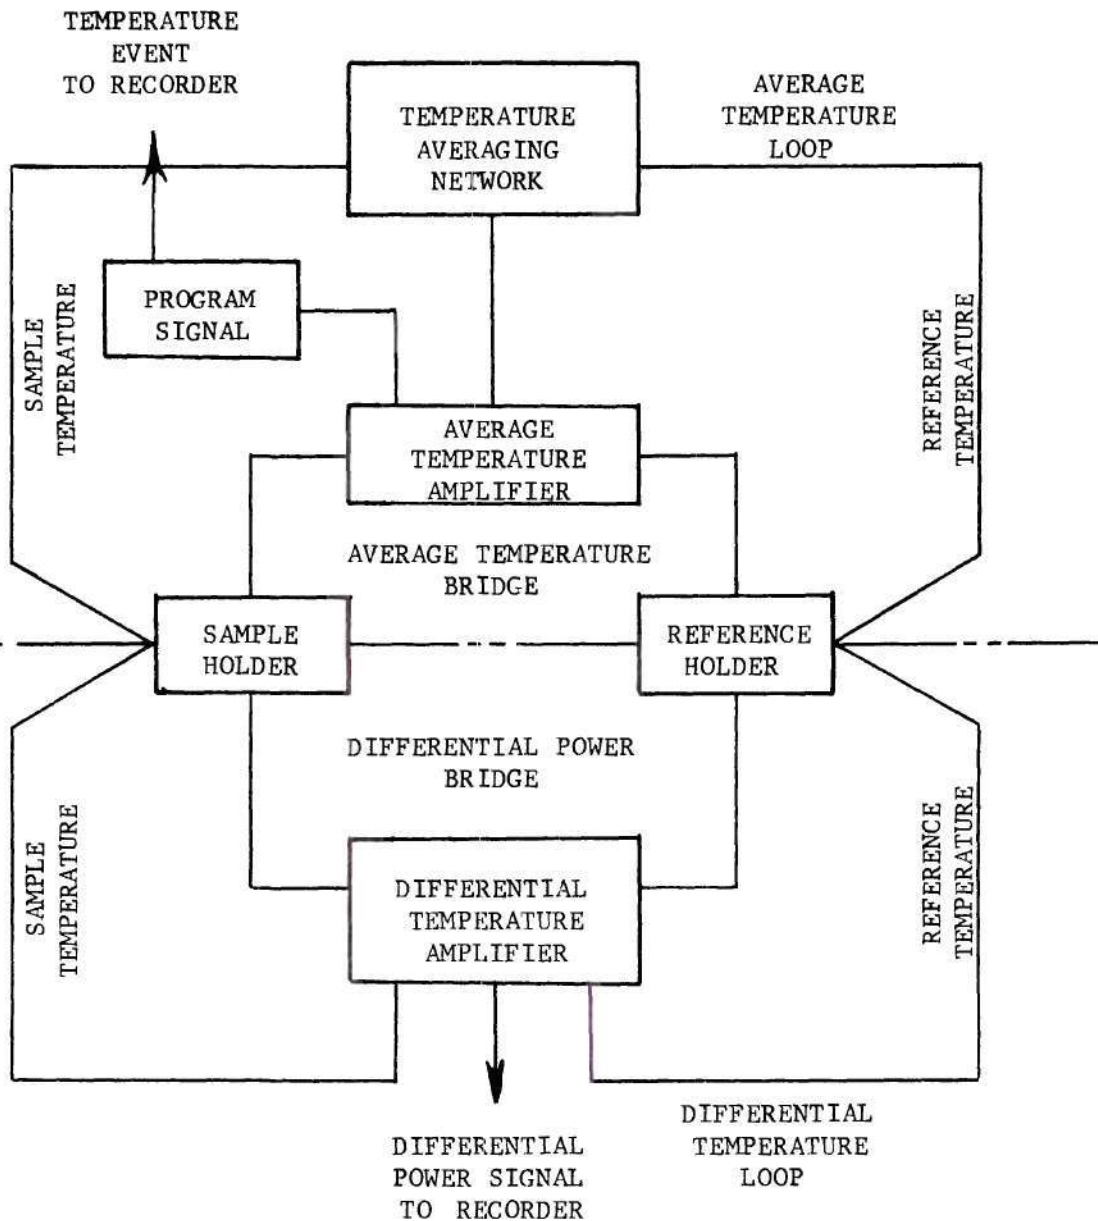 TEMPERATURE
EVENT
TO RECORDER
TEMPERATURE
AVERAGING
NETWORK
AVERAGE
TEMPERATURE
LOOP
PROGRAM
SIGNAL
SAMPLE
TEMPERATURE
REFERENCE
TEMPERATURE
AVERAGE
TEMPERATURE
AMPLIFIER
AVERAGE TEMPERATURE
BRIDGE
SAMPLE
HOLDER
REFERENCE
HOLDER
DIFFERENTIAL POWER
BRIDGE
SAMPLE
TEMPERATURE
REFERENCE
TEMPERATURE
DIFFERENTIAL
TEMPERATURE
AMPLIFIER
DIFFERENTIAL
POWER SIGNAL
TO RECORDER
DIFFERENTIAL
TEMPERATURE
LOOP